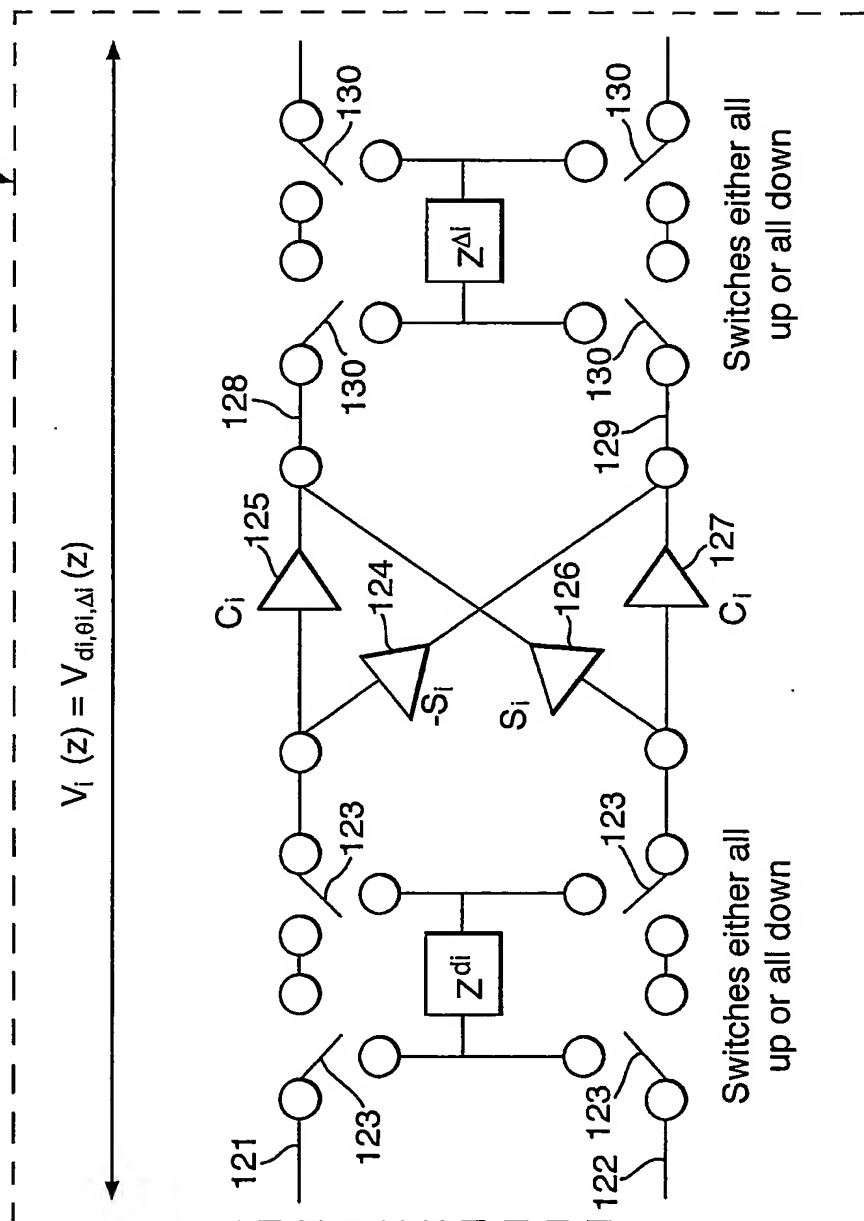 V_i (z) = V_{di,θi,Δi} (z)
121
123
123
C_i
125
128
130
130
Z^{di}
-S_i
124
Z^{Δi}
S_i
126
122
123
123
C_i
127
129
130
130
Switches either all
up or all down
Switches either all
up or all down